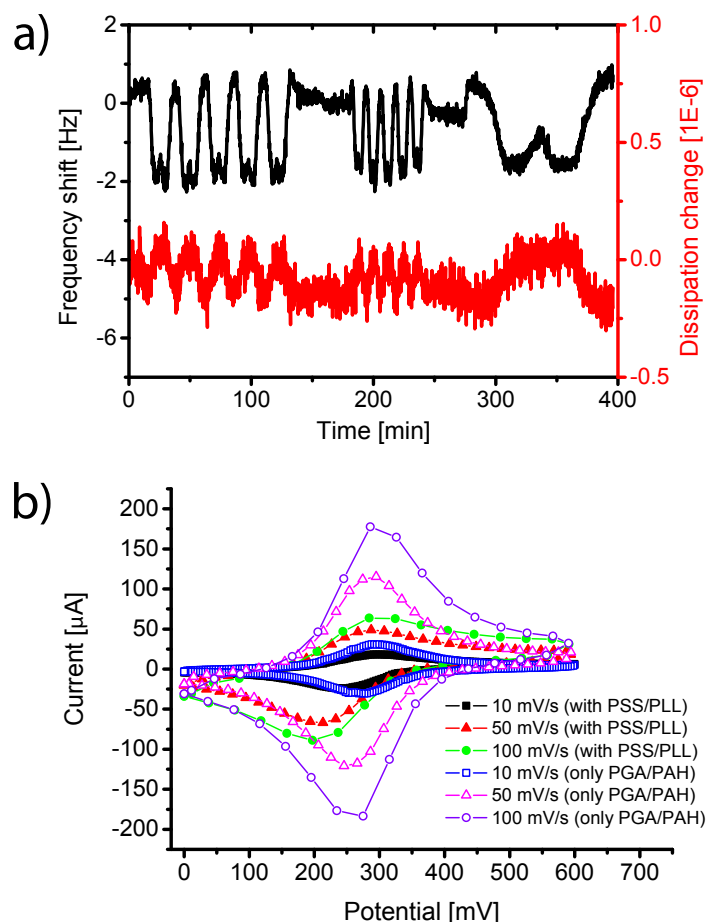 a)
2
0
-2
-4
-6
Frequency shift [Hz]
1.0
0.5
0.0
-0.5
Dissipation change [1E-6]
0 100 200 300 400
Time [min]
b)
200
150
100
50
0
-50
-100
-150
-200
Current [µA]
10 mV/s (with PSS/PLL)
50 mV/s (with PSS/PLL)
100 mV/s (with PSS/PLL)
10 mV/s (only PGA/PAH)
50 mV/s (only PGA/PAH)
100 mV/s (only PGA/PAH)
0 100 200 300 400 500 600 700
Potential [mV]